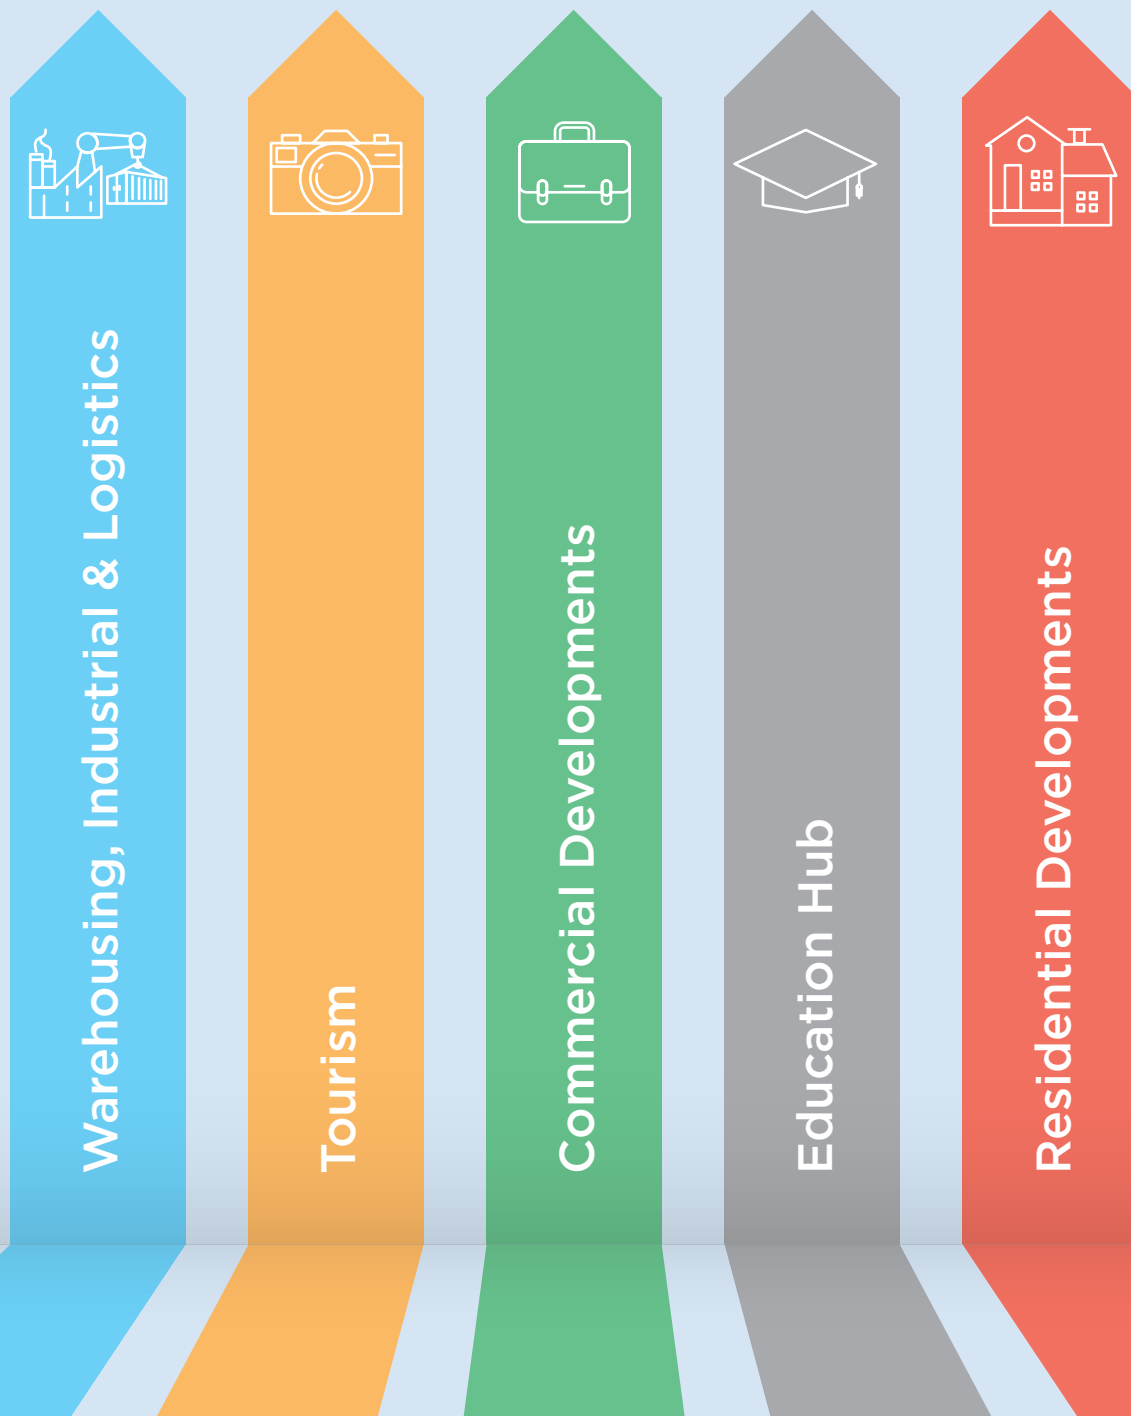 Warehousing, Industrial & Logistics
Tourism
Commercial Developments
Education Hub
Residential Developments